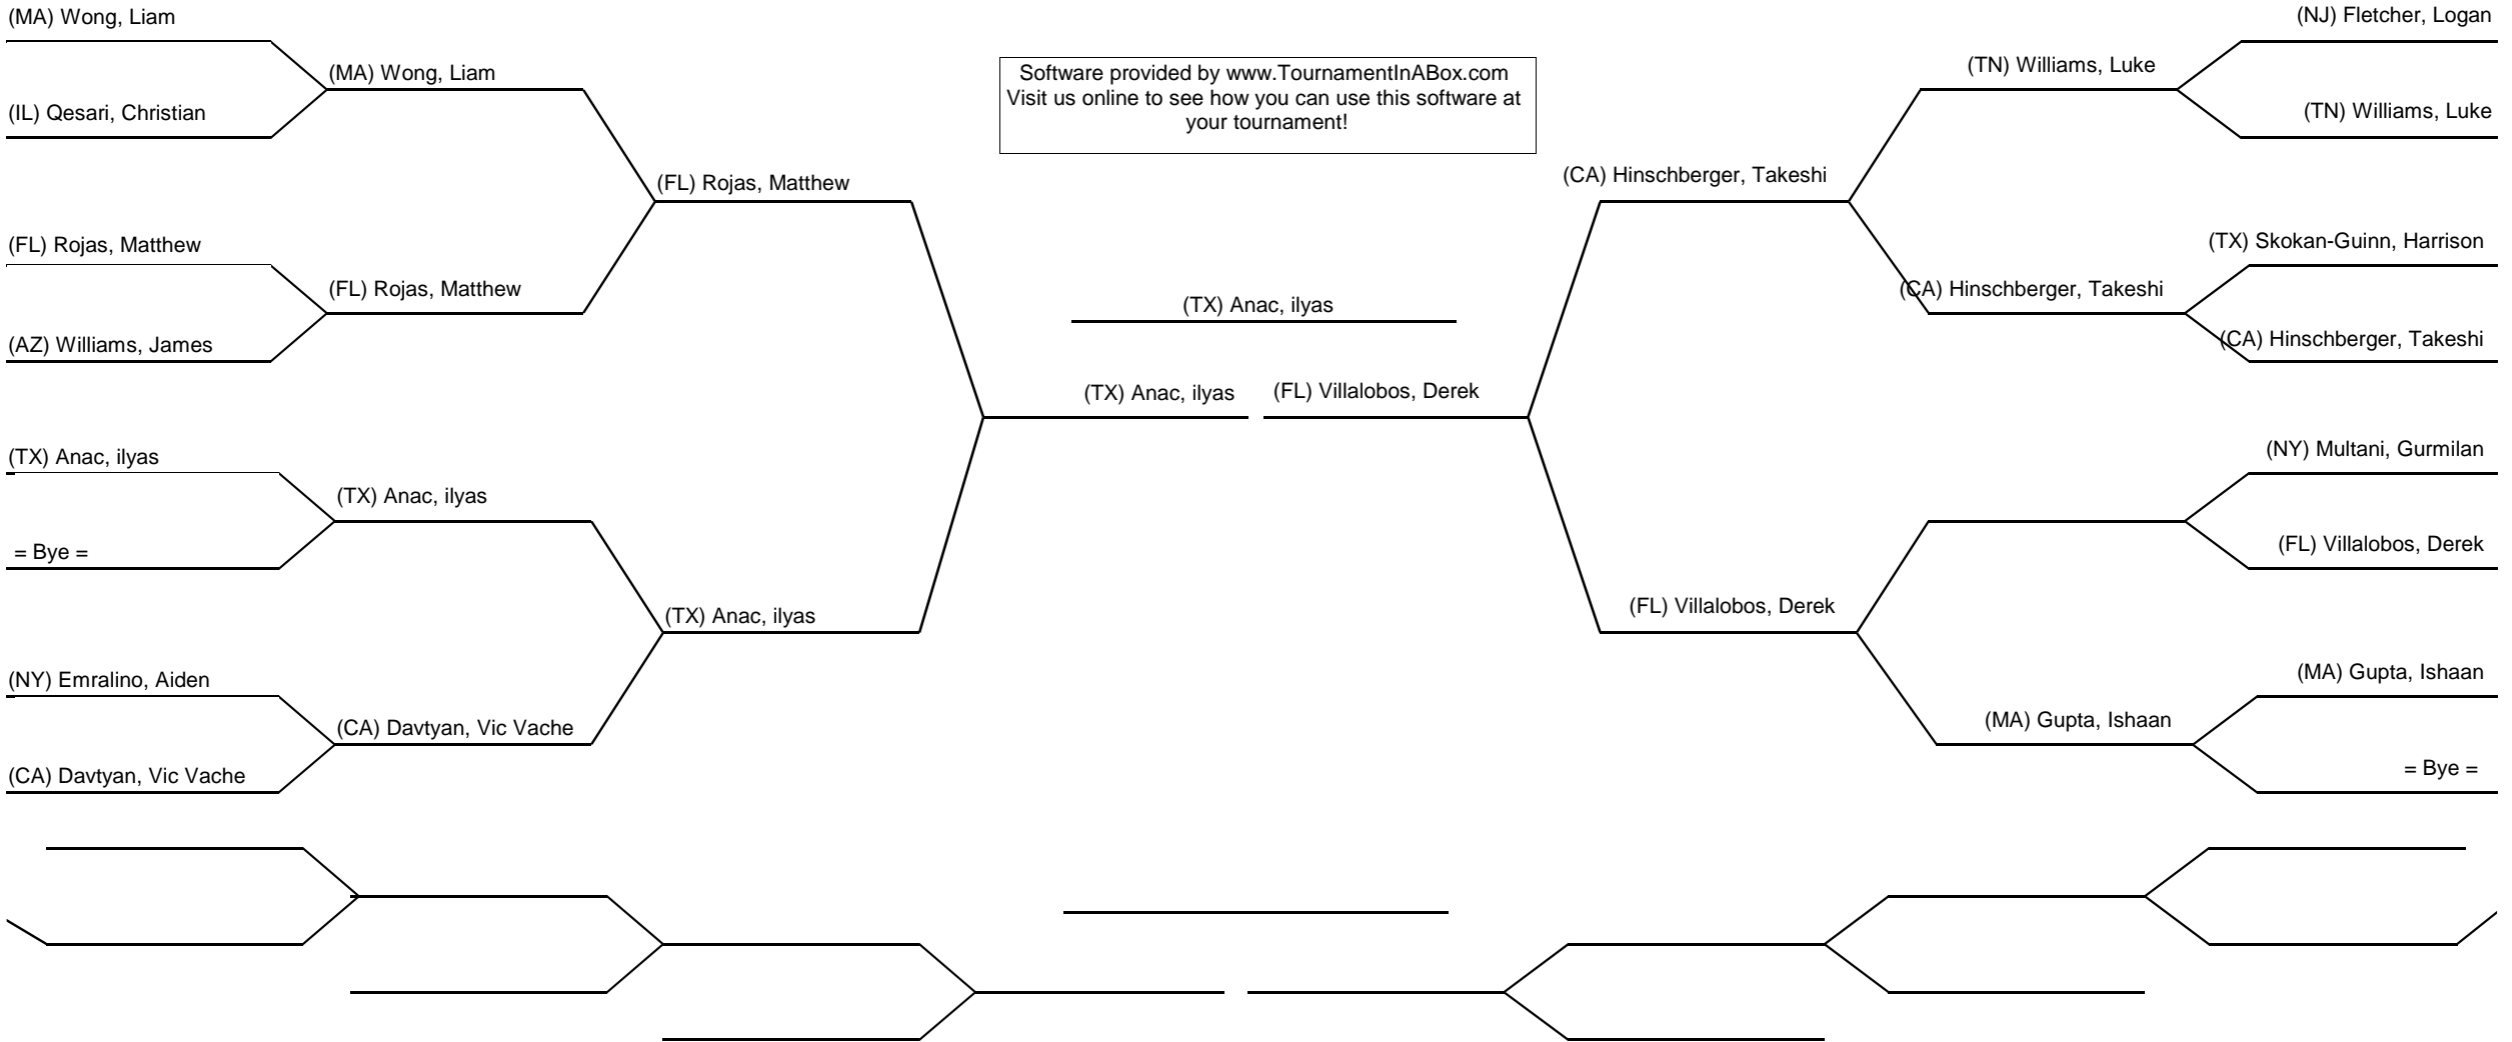 (MA) Wong, Liam
(IL) Qesari, Christian
(FL) Rojas, Matthew
(AZ) Williams, James
(TX) Anac, ilyas
= Bye =
(NY) Emralino, Aiden
(CA) Davtyan, Vic Vache
(MA) Wong, Liam
(FL) Rojas, Matthew
(TX) Anac, ilyas
(CA) Davtyan, Vic Vache
(FL) Rojas, Matthew
(TX) Anac, ilyas
Software provided by www.TournamentInABox.com
Visit us online to see how you can use this software at
your tournament!
(TX) Anac, ilyas
(TX) Anac, ilyas
(FL) Villalobos, Derek
(CA) Hinschberger, Takeshi
(FL) Villalobos, Derek
(TN) Williams, Luke
(CA) Hinschberger, Takeshi
(MA) Gupta, Ishaan
(NJ) Fletcher, Logan
(TN) Williams, Luke
(TX) Skokan-Guinn, Harrison
(CA) Hinschberger, Takeshi
(NY) Multani, Gurmilan
(FL) Villalobos, Derek
(MA) Gupta, Ishaan
= Bye =